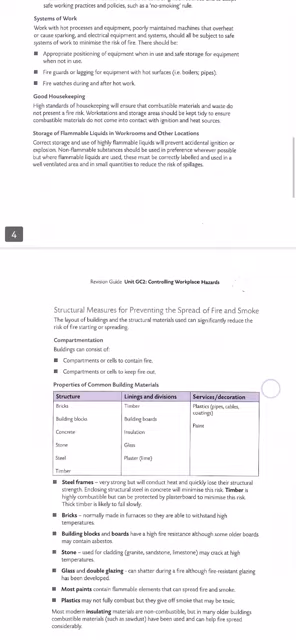 safe working practices and policies, such as a 'no-smoking' rule.
Systems of Work
Work with hot processes and equipment, poorly maintained machines that overheat
or cause sparking, and electrical equipment and systems, should all be subject to safe
systems of work to minimise the risk of fire. There should be:
■ Appropriate positioning of equipment when in use and safe storage for equipment
when not in use.
■ Fire guards or lagging for equipment with hot surfaces (i.e. boilers; pipes).
■ Fire watches during and after hot work.
Good Housekeeping
High standards of housekeeping will ensure that combustible materials and waste do
not present a fire risk. Workstations and storage areas should be kept tidy to ensure
combustible materials do not come into contact with ignition and heat sources.
Storage of Flammable Liquids in Workrooms and Other Locations
Correct storage and use of highly flammable liquids will prevent accidental ignition or
explosion. Non-flammable substances should be used in preference wherever possible
but where flammable liquids are used, these must be correctly labelled and used in a
well ventilated area and in small quantities to reduce the risk of spillages.
4
Revision Guide Unit GC2: Controlling Workplace Hazards
Structural Measures for Preventing the Spread of Fire and Smoke
The layout of buildings and the structural materials used can significantly reduce the
risk of fire starting or spreading.
Compartmentation
Buildings can consist of:
■ Compartments or cells to contain fire.
■ Compartments or cells to keep fire out.
Properties of Common Building Materials
Structure Linings and divisions Services/decoration
Bricks Timber Plastics (pipes, cables,
coatings)
Building blocks Building boards Paint
Concrete Insulation
Stone Glass
Steel Plaster (lime)
Timber
■ Steel frames – very strong but will conduct heat and quickly lose their structural
strength. Enclosing structural steel in concrete will minimise this risk. Timber is
highly combustible but can be protected by plasterboard to minimise this risk.
Thick timber is likely to fail slowly.
■ Bricks – normally made in furnaces so they are able to withstand high
temperatures.
■ Building blocks and boards have a high fire resistance although some older boards
may contain asbestos.
■ Stone – used for cladding (granite, sandstone, limestone) may crack at high
temperatures.
■ Glass and double glazing – can shatter during a fire although fire-resistant glazing
has been developed.
■ Most paints contain flammable elements that can spread fire and smoke.
■ Plastics may not fully combust but they give off smoke that may be toxic.
Most modern insulating materials are non-combustible, but in many older buildings
combustible materials (such as sawdust) have been used and can help fire spread
considerably.